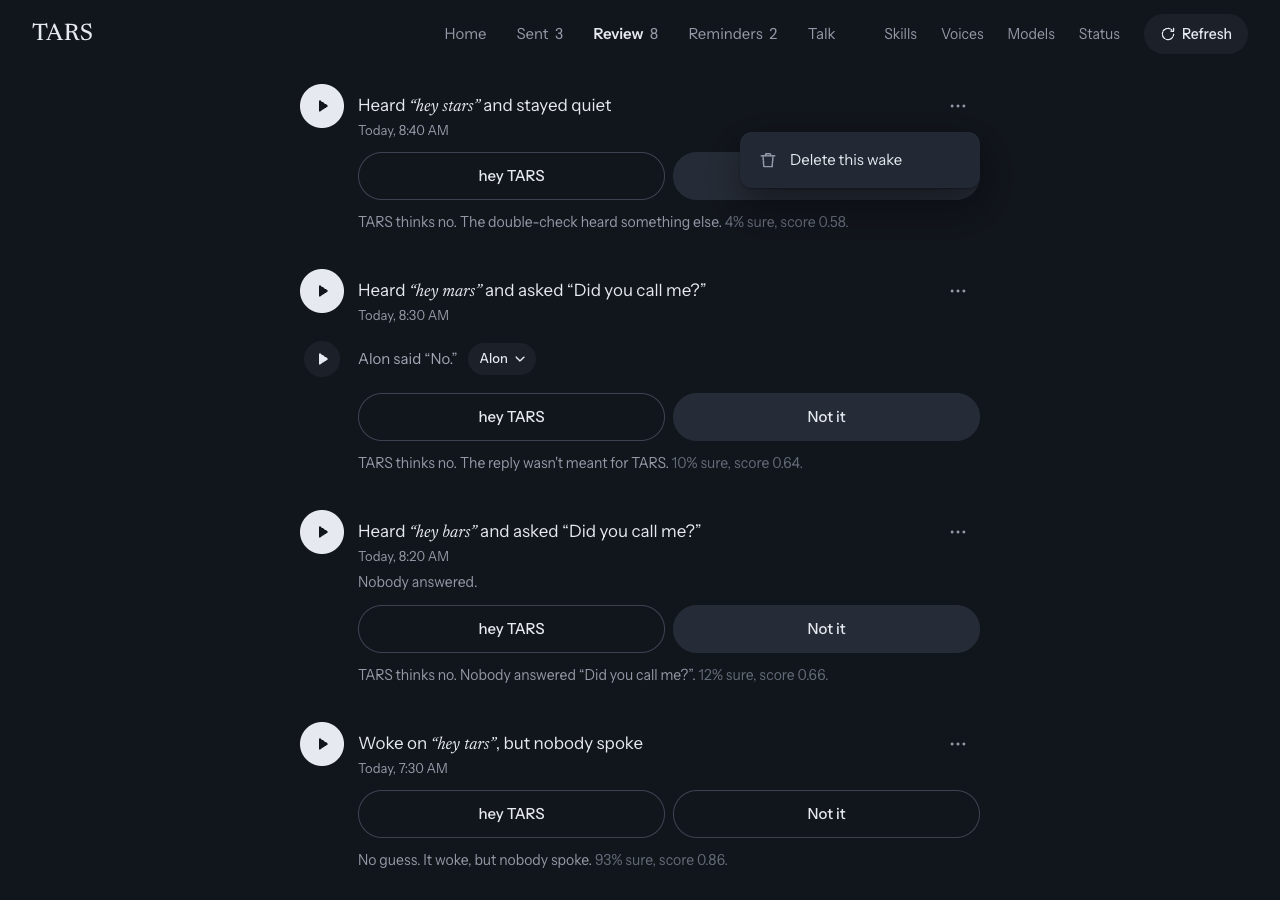 TARS
Home Sent 3 Review 8 Reminders 2 Talk Skills Voices Models Status Refresh
Heard “hey stars” and stayed quiet
Today, 8:40 AM
Delete this wake
hey TARS
TARS thinks no. The double-check heard something else. 4% sure, score 0.58.
Heard “hey mars” and asked “Did you call me?”
Today, 8:30 AM
Alon said “No.” Alon
hey TARS Not it
TARS thinks no. The reply wasn’t meant for TARS. 10% sure, score 0.64.
Heard “hey bars” and asked “Did you call me?”
Today, 8:20 AM
Nobody answered.
hey TARS Not it
TARS thinks no. Nobody answered “Did you call me?”. 12% sure, score 0.66.
Woke on “hey tars”, but nobody spoke
Today, 7:30 AM
hey TARS Not it
No guess. It woke, but nobody spoke. 93% sure, score 0.86.